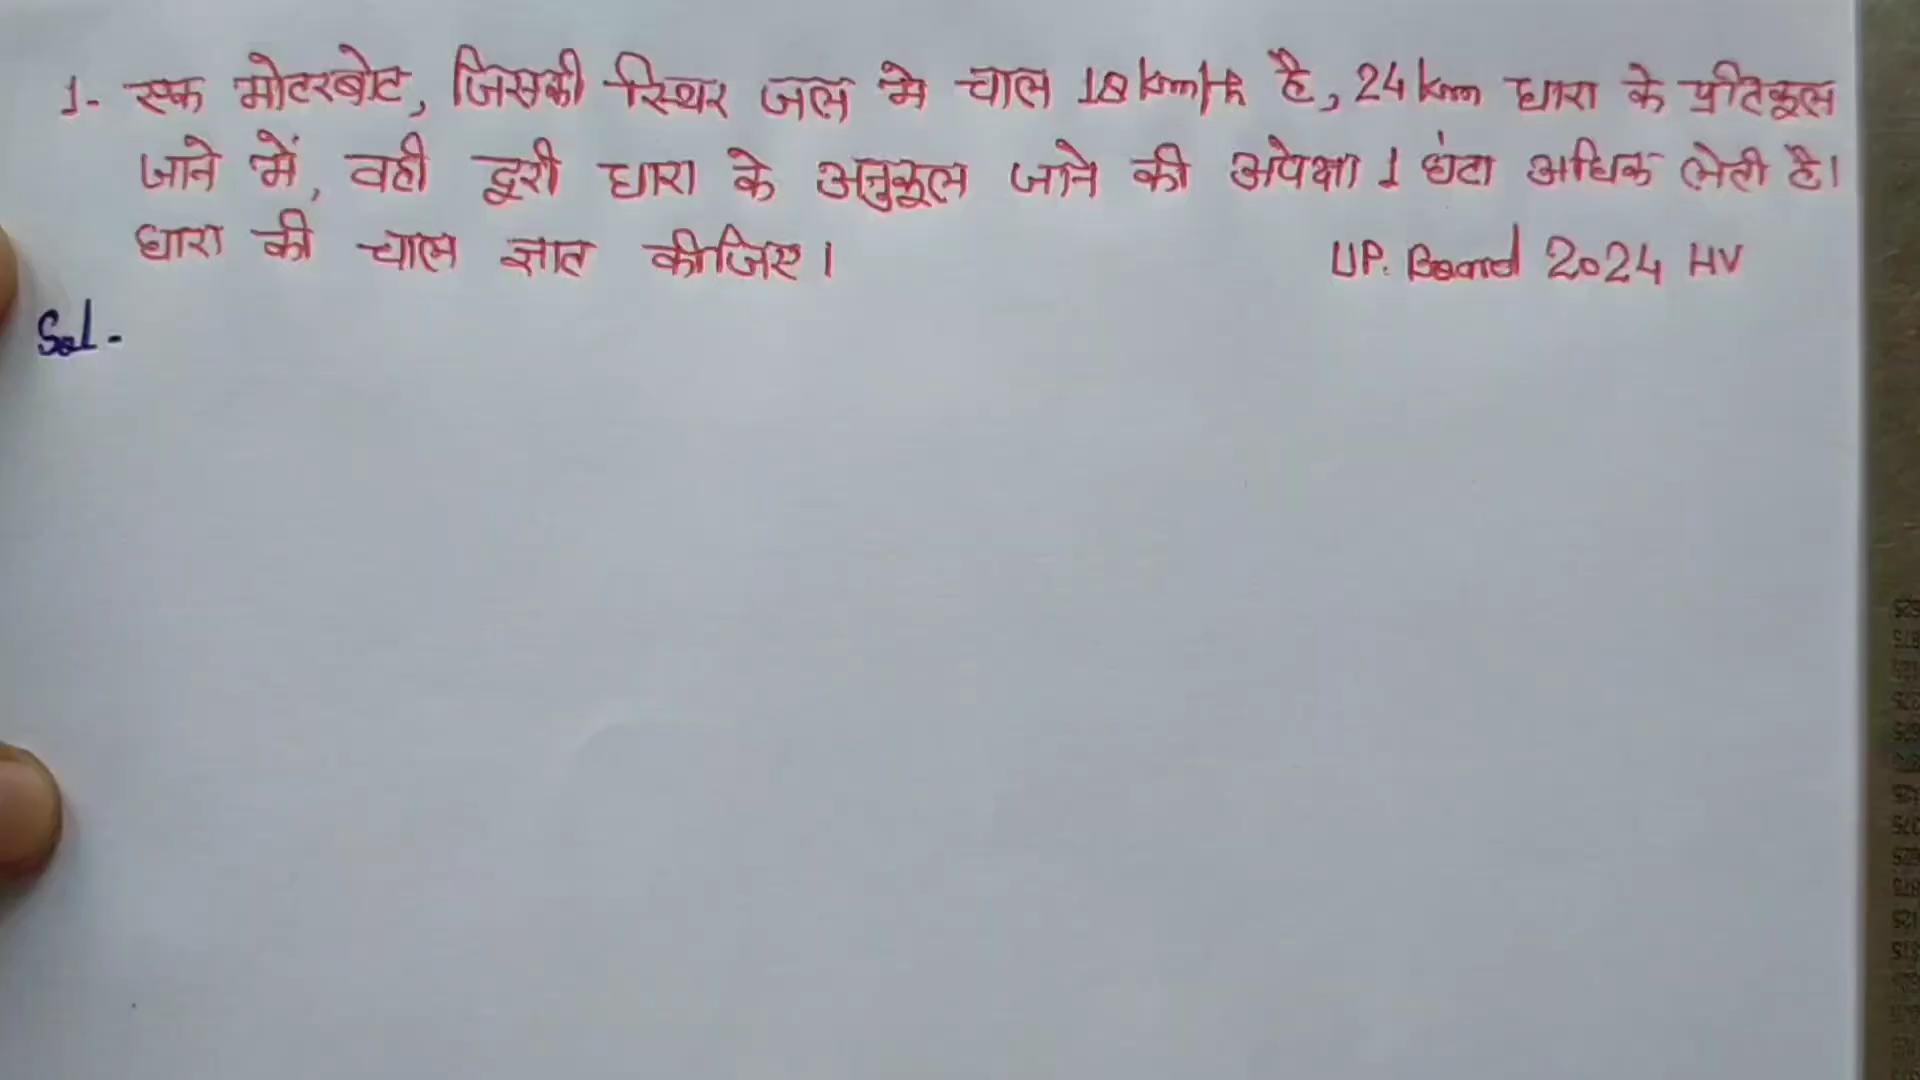 1- एक मोटरबोट, जिसकी स्थिर जल मे चाल 18 km/h है, 24 km धारा के प्रतिकूल
जाने में, वही दूरी धारा के अनुकूल जाने की अपेक्षा 1 घंटा अधिक लेती है।
धारा की चाल ज्ञात कीजिए। UP. Board 2024 HV
Sol -